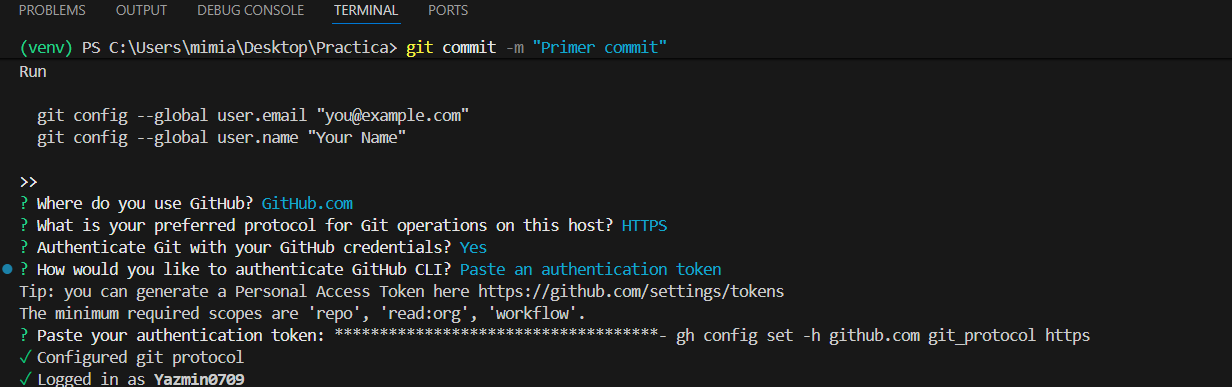 PROBLEMS OUTPUT DEBUG CONSOLE TERMINAL PORTS
(venv) PS C:\Users\mimia\Desktop\Practica> git commit -m "Primer commit"
Run
git config --global user.email "you@example.com"
git config --global user.name "Your Name"
>>
? Where do you use GitHub? GitHub.com
? What is your preferred protocol for Git operations on this host? HTTPS
? Authenticate Git with your GitHub credentials? Yes
? How would you like to authenticate GitHub CLI? Paste an authentication token
Tip: you can generate a Personal Access Token here https://github.com/settings/tokens
The minimum required scopes are 'repo', 'read:org', 'workflow'.
? Paste your authentication token: ************************************- gh config set -h github.com git_protocol https
✓ Configured git protocol
✓ Logged in as Yazmin0709